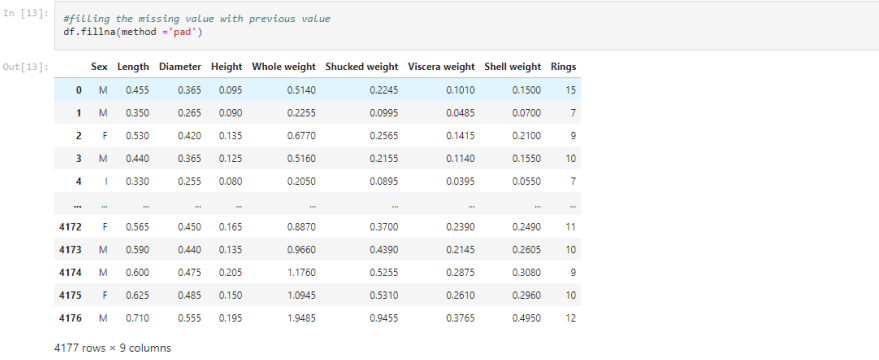 In [13]: #filling the missing value with previous value
df.fillna(method ='pad')
Out[13]:
Sex Length Diameter Height Whole weight Shucked weight Viscera weight Shell weight Rings
0 M 0.455 0.365 0.095 0.5140 0.2245 0.1010 0.1500 15
1 M 0.350 0.265 0.090 0.2255 0.0995 0.0485 0.0700 7
2 F 0.530 0.420 0.135 0.6770 0.2565 0.1415 0.2100 9
3 M 0.440 0.365 0.125 0.5160 0.2155 0.1140 0.1550 10
4 I 0.330 0.255 0.080 0.2050 0.0895 0.0395 0.0550 7
... ... ... ... ... ... ... ... ... ...
4172 F 0.565 0.450 0.165 0.8870 0.3700 0.2390 0.2490 11
4173 M 0.590 0.440 0.135 0.9660 0.4390 0.2145 0.2605 10
4174 M 0.600 0.475 0.205 1.1760 0.5255 0.2875 0.3080 9
4175 F 0.625 0.485 0.150 1.0945 0.5310 0.2610 0.2960 10
4176 M 0.710 0.555 0.195 1.9485 0.9455 0.3765 0.4950 12
4177 rows × 9 columns